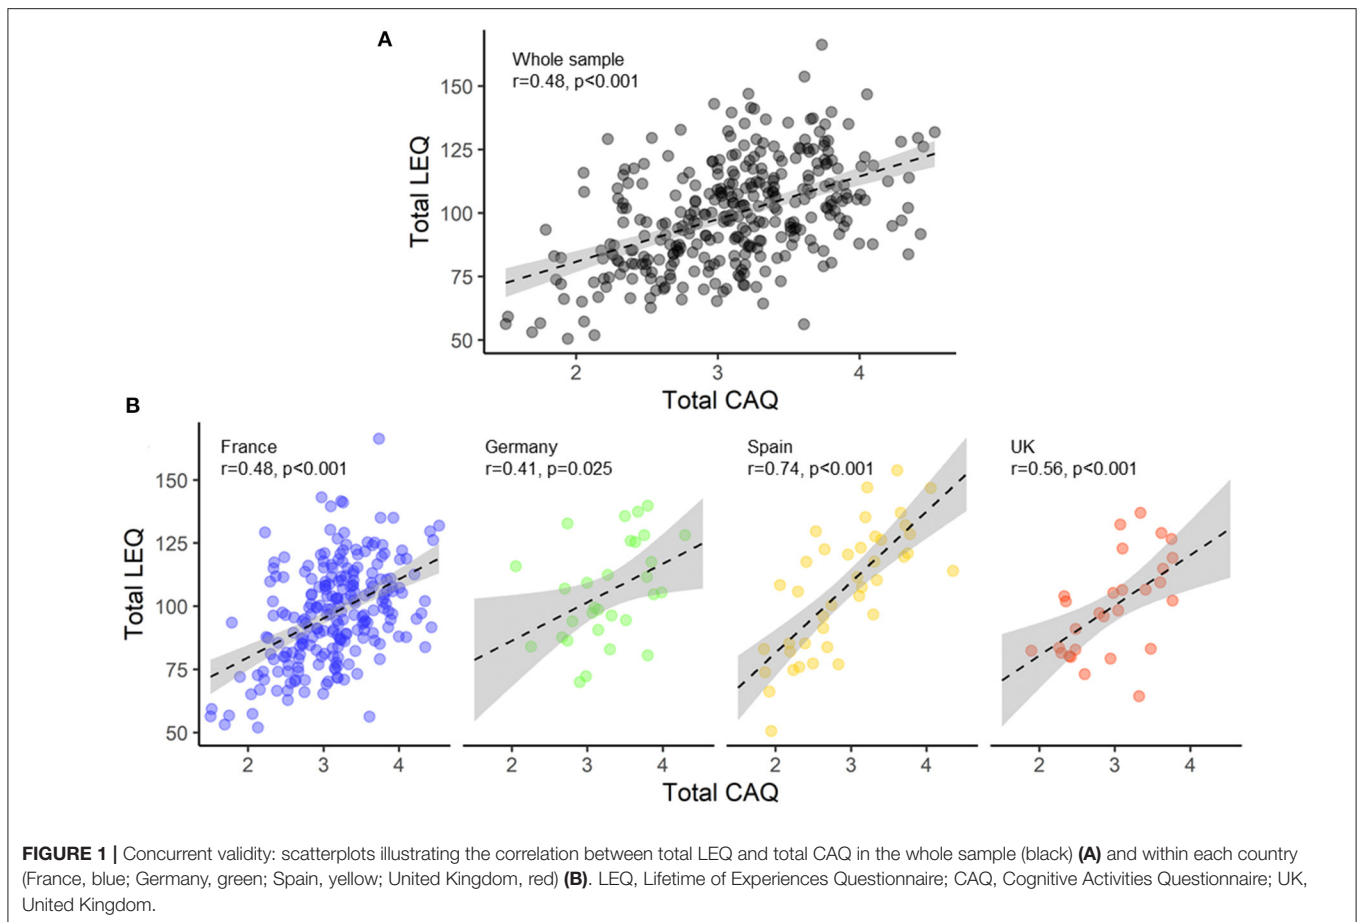 A
Whole sample
r=0.48, p<0.001
Total LEQ
150
125
100
75
50
2 3 4
Total CAQ
B
France
r=0.48, p<0.001
Germany
r=0.41, p=0.025
Spain
r=0.74, p<0.001
UK
r=0.56, p<0.001
Total LEQ
150
125
100
75
50
2 3 4 2 3 4 2 3 4 2 3 4
Total CAQ
FIGURE 1 | Concurrent validity: scatterplots illustrating the correlation between total LEQ and total CAQ in the whole sample (black) (A) and within each country
(France, blue; Germany, green; Spain, yellow; United Kingdom, red) (B). LEQ, Lifetime of Experiences Questionnaire; CAQ, Cognitive Activities Questionnaire; UK,
United Kingdom.